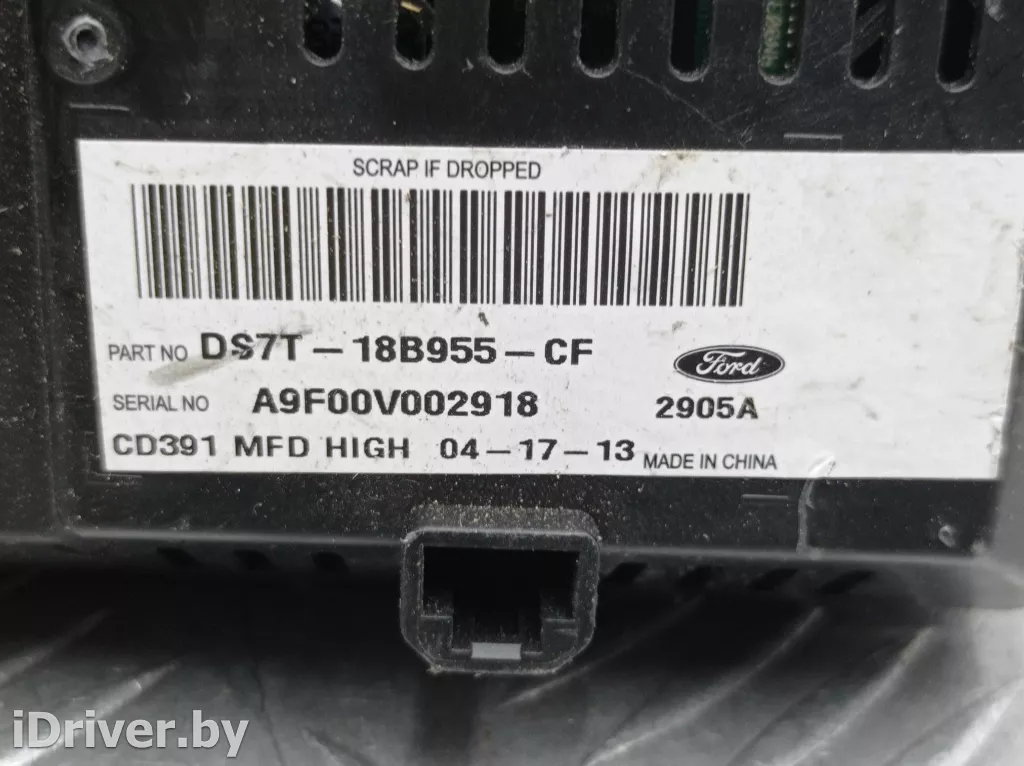 SCRAP IF DROPPED
PART NO DS7T-18B955-CF
Ford
SERIAL NO A9F00V002918 2905A
CD391 MFD HIGH 04-17-13 MADE IN CHINA
iDriver.by